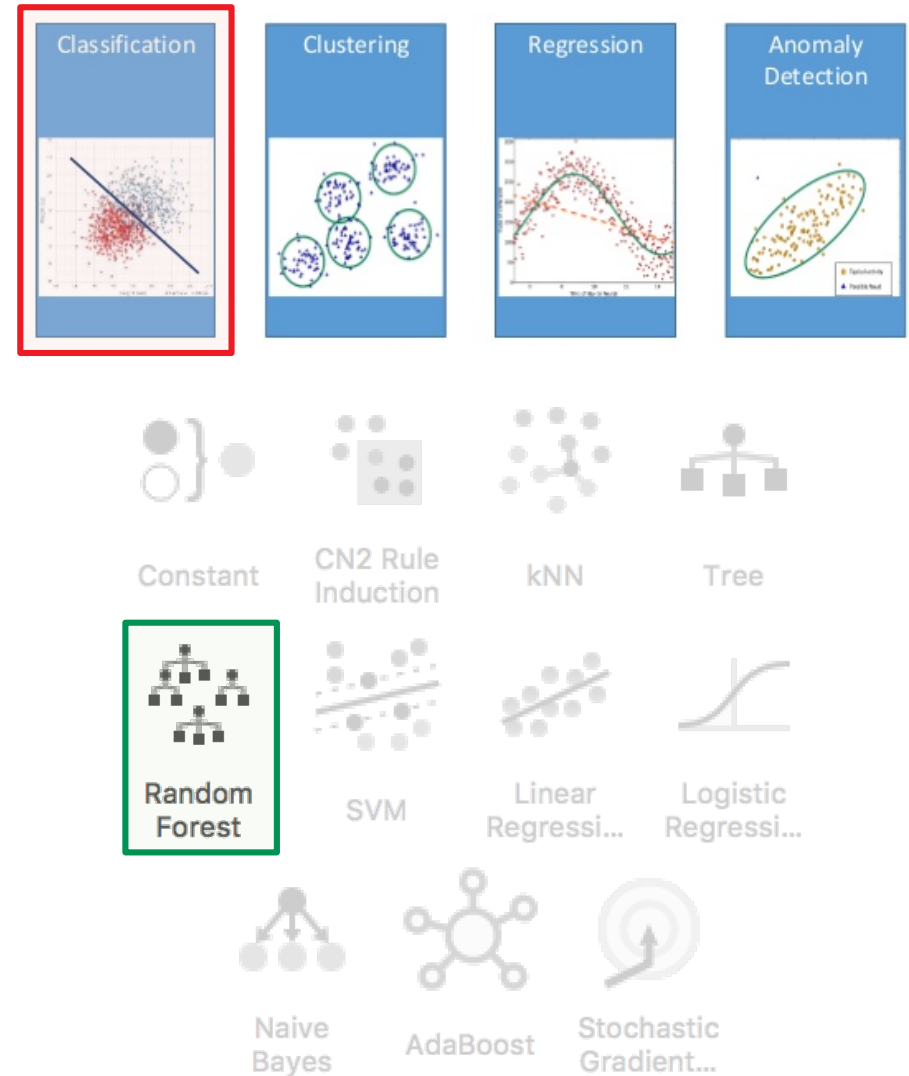 Classification
Clustering
Regression
Anomaly
Detection
Constant
CN2 Rule
Induction
kNN
Tree
Random
Forest
SVM
Linear
Regressi...
Logistic
Regressi...
Naive
Bayes
AdaBoost
Stochastic
Gradient...